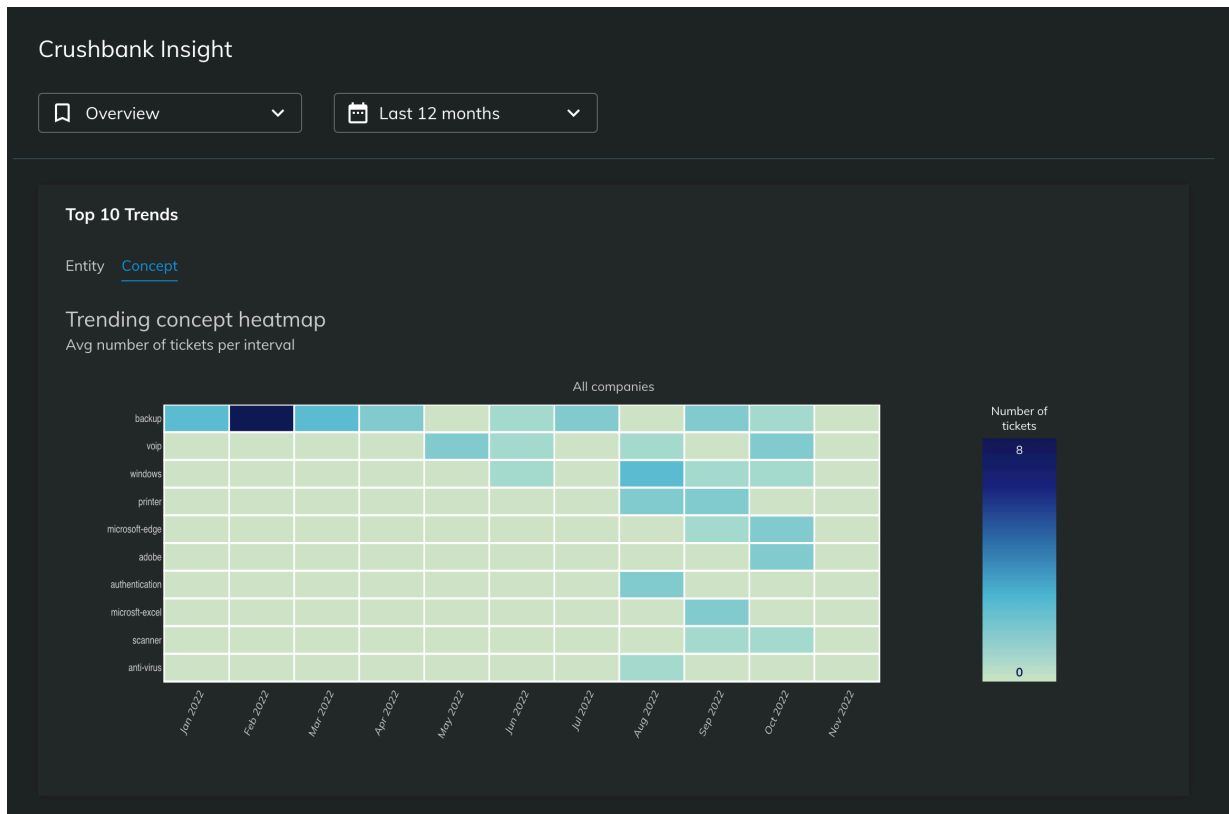 Crushbank Insight
Overview
Last 12 months
Top 10 Trends
Entity Concept
Trending concept heatmap
Avg number of tickets per interval
All companies
backup
voip
windows
printer
microsoft-edge
adobe
authentication
microsft-excel
scanner
anti-virus
Jan 2022
Feb 2022
Mar 2022
Apr 2022
May 2022
Jun 2022
Jul 2022
Aug 2022
Sep 2022
Oct 2022
Nov 2022
Number of
tickets
8
0